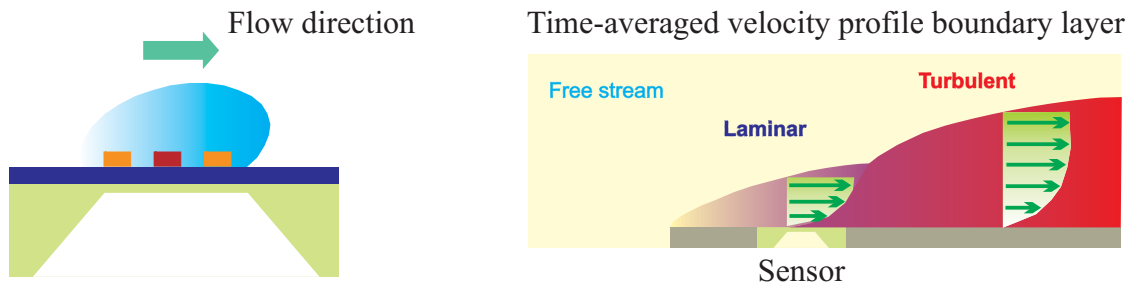 Flow direction
Time-averaged velocity profile boundary layer
Free stream
Turbulent
Laminar
Sensor